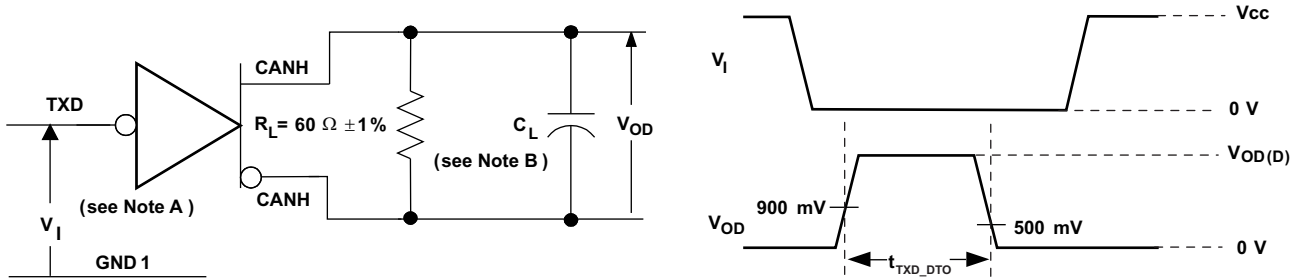 CANH
TXD
R_L= 60 Ω ±1%
C_L
V_OD
(see Note B )
CANH
(see Note A )
V_I
GND 1
Vcc
V_I
0 V
V_OD(D)
900 mV
500 mV
V_OD
0 V
t_TXD_DTO